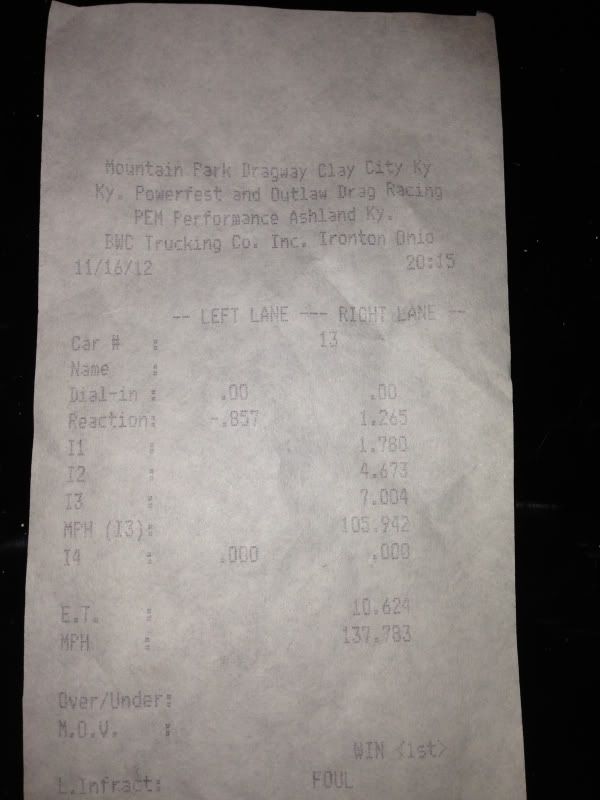 Mountain Park Dragway Clay City Ky
Ky. Powerfest and Outlaw Drag Racing
PEM Performance Ashland Ky.
BWC Trucking Co. Inc. Ironton Ohio
11/16/12 20:15
-- LEFT LANE --- RIGHT LANE --
Car # : 13
Name :
Dial-in : .00 .00
Reaction: -.857 1.265
I1 : 1.780
I2 : 4.673
I3 : 7.004
MPH (I3): 105.942
I4 : .000 .000
E.T. : 10.624
MPH : 137.783
Over/Under:
M.O.V. :
WIN <1st>
L.Infract: FOUL